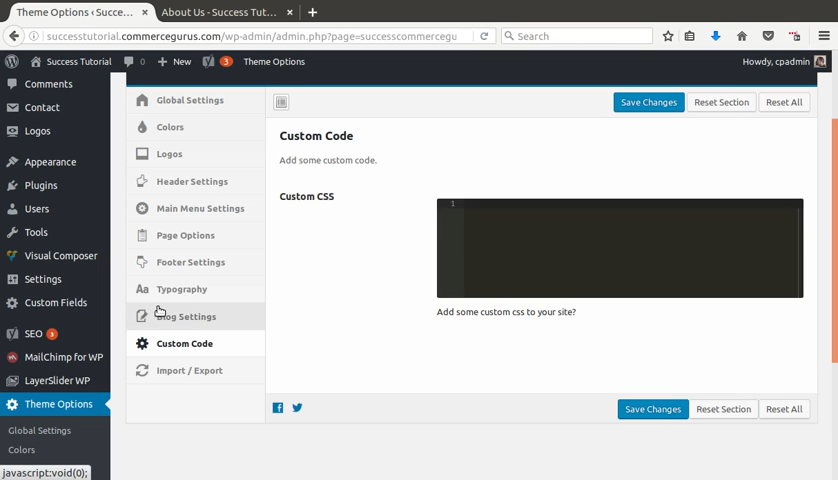 Theme Options ‹ Succe...
About Us - Success Tut...
successtutorial.commercegurus.com/wp-admin/admin.php?page=successcommercegu
Search
Success Tutorial 0 New 3 Theme Options Howdy, cpadmin
Comments
Contact
Logos
Appearance
Plugins
Users
Tools
Visual Composer
Settings
Custom Fields
SEO 3
MailChimp for WP
LayerSlider WP
Theme Options
Global Settings
Colors
javascript:void(0);
Global Settings
Colors
Logos
Header Settings
Main Menu Settings
Page Options
Footer Settings
Aa Typography
Blog Settings
Custom Code
Import / Export
Save Changes Reset Section Reset All
Custom Code
Add some custom code.
Custom CSS
1
Add some custom css to your site?
Save Changes Reset Section Reset All